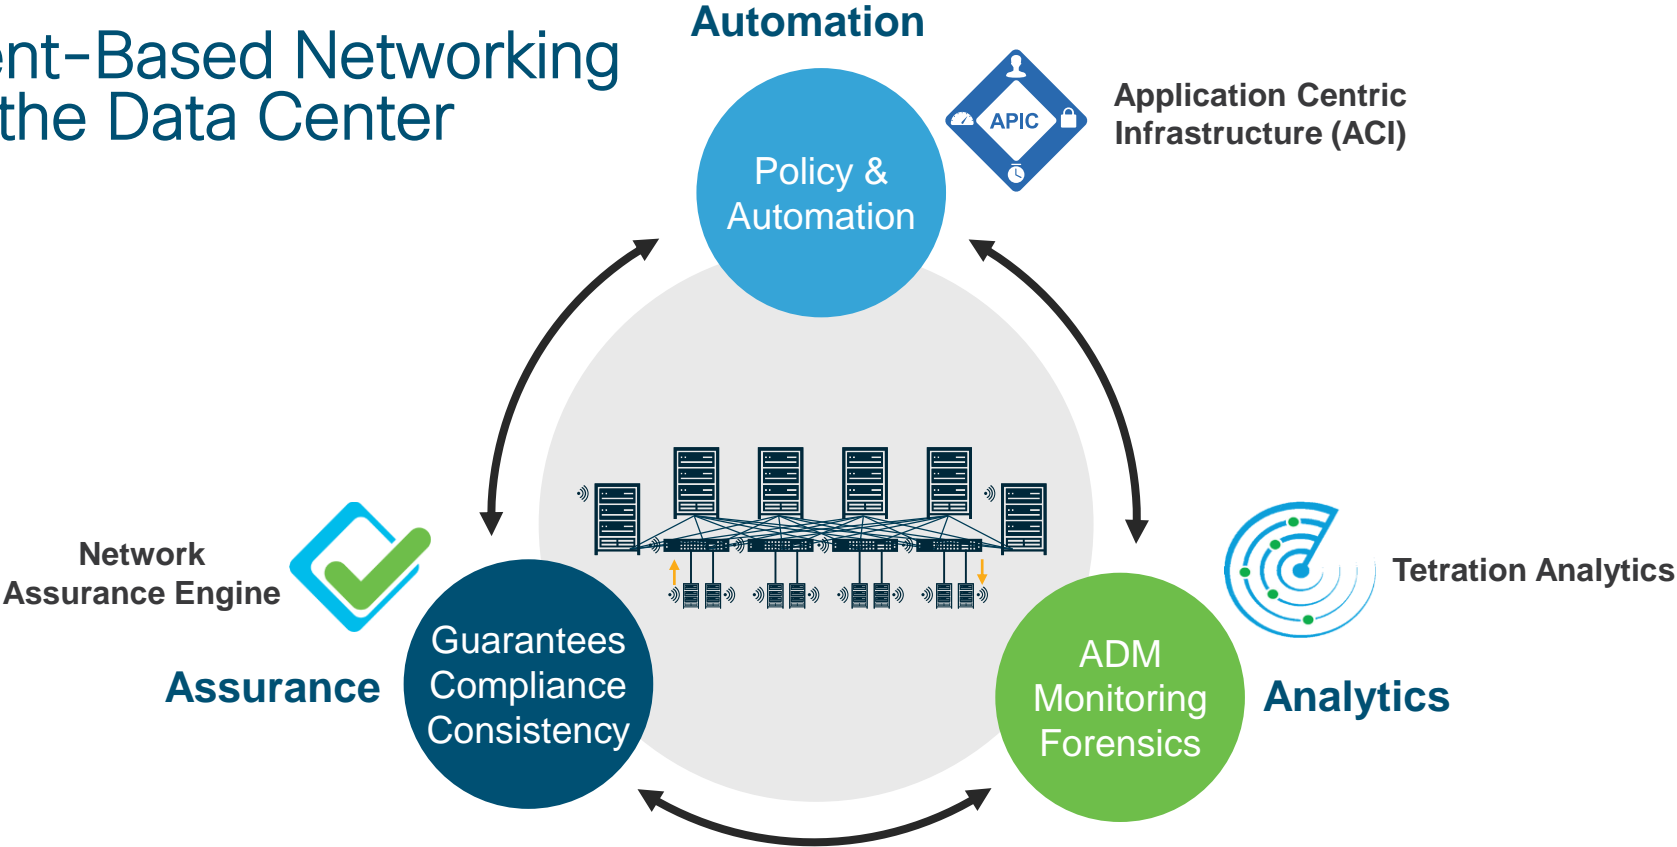 ent-Based Networking
the Data Center
Automation
APIC
Application Centric
Infrastructure (ACI)
Policy &
Automation
Network
Assurance Engine
Assurance
Guarantees
Compliance
Consistency
ADM
Monitoring
Forensics
Tetration Analytics
Analytics